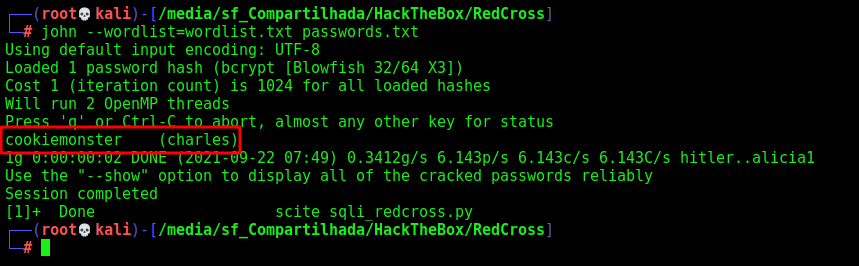 ┌──(root💀kali)-[/media/sf_Compartilhada/HackTheBox/RedCross]
└─# john --wordlist=wordlist.txt passwords.txt
Using default input encoding: UTF-8
Loaded 1 password hash (bcrypt [Blowfish 32/64 X3])
Cost 1 (iteration count) is 1024 for all loaded hashes
Will run 2 OpenMP threads
Press 'q' or Ctrl-C to abort, almost any other key for status
cookiemonster    (charles)
1g 0:00:00:02 DONE (2021-09-22 07:49) 0.3412g/s 6.143p/s 6.143c/s 6.143C/s hitler..alicia1
Use the "--show" option to display all of the cracked passwords reliably
Session completed
[1]+  Done                    scite sqli_redcross.py
┌──(root💀kali)-[/media/sf_Compartilhada/HackTheBox/RedCross]
└─#